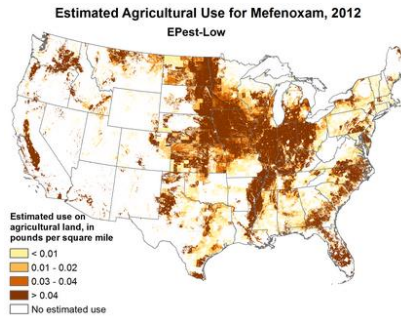 Estimated Agricultural Use for Mefenoxam, 2012
EPest-Low
Estimated use on
agricultural land, in
pounds per square mile
< 0.01
0.01 - 0.02
0.03 - 0.04
> 0.04
No estimated use